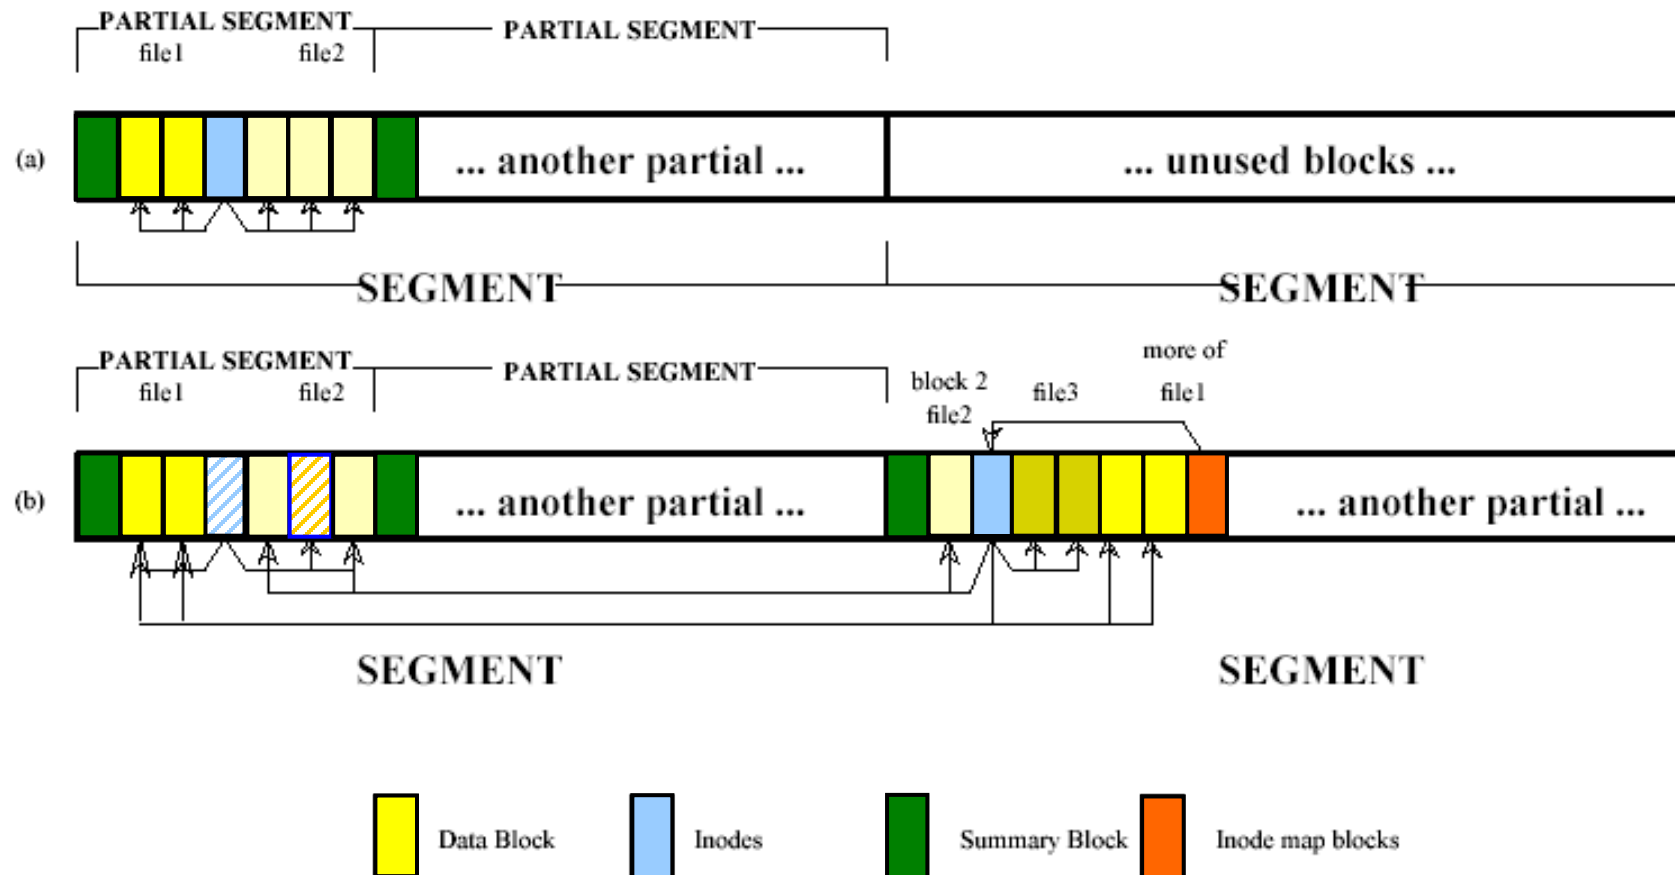 PARTIAL SEGMENT PARTIAL SEGMENT
file1 file2
(a) ... another partial ... ... unused blocks ...
SEGMENT SEGMENT
PARTIAL SEGMENT PARTIAL SEGMENT more of
file1 file2 block 2 file3 file1
file2
(b) ... another partial ... ... another partial ...
SEGMENT SEGMENT
Data Block Inodes Summary Block Inode map blocks